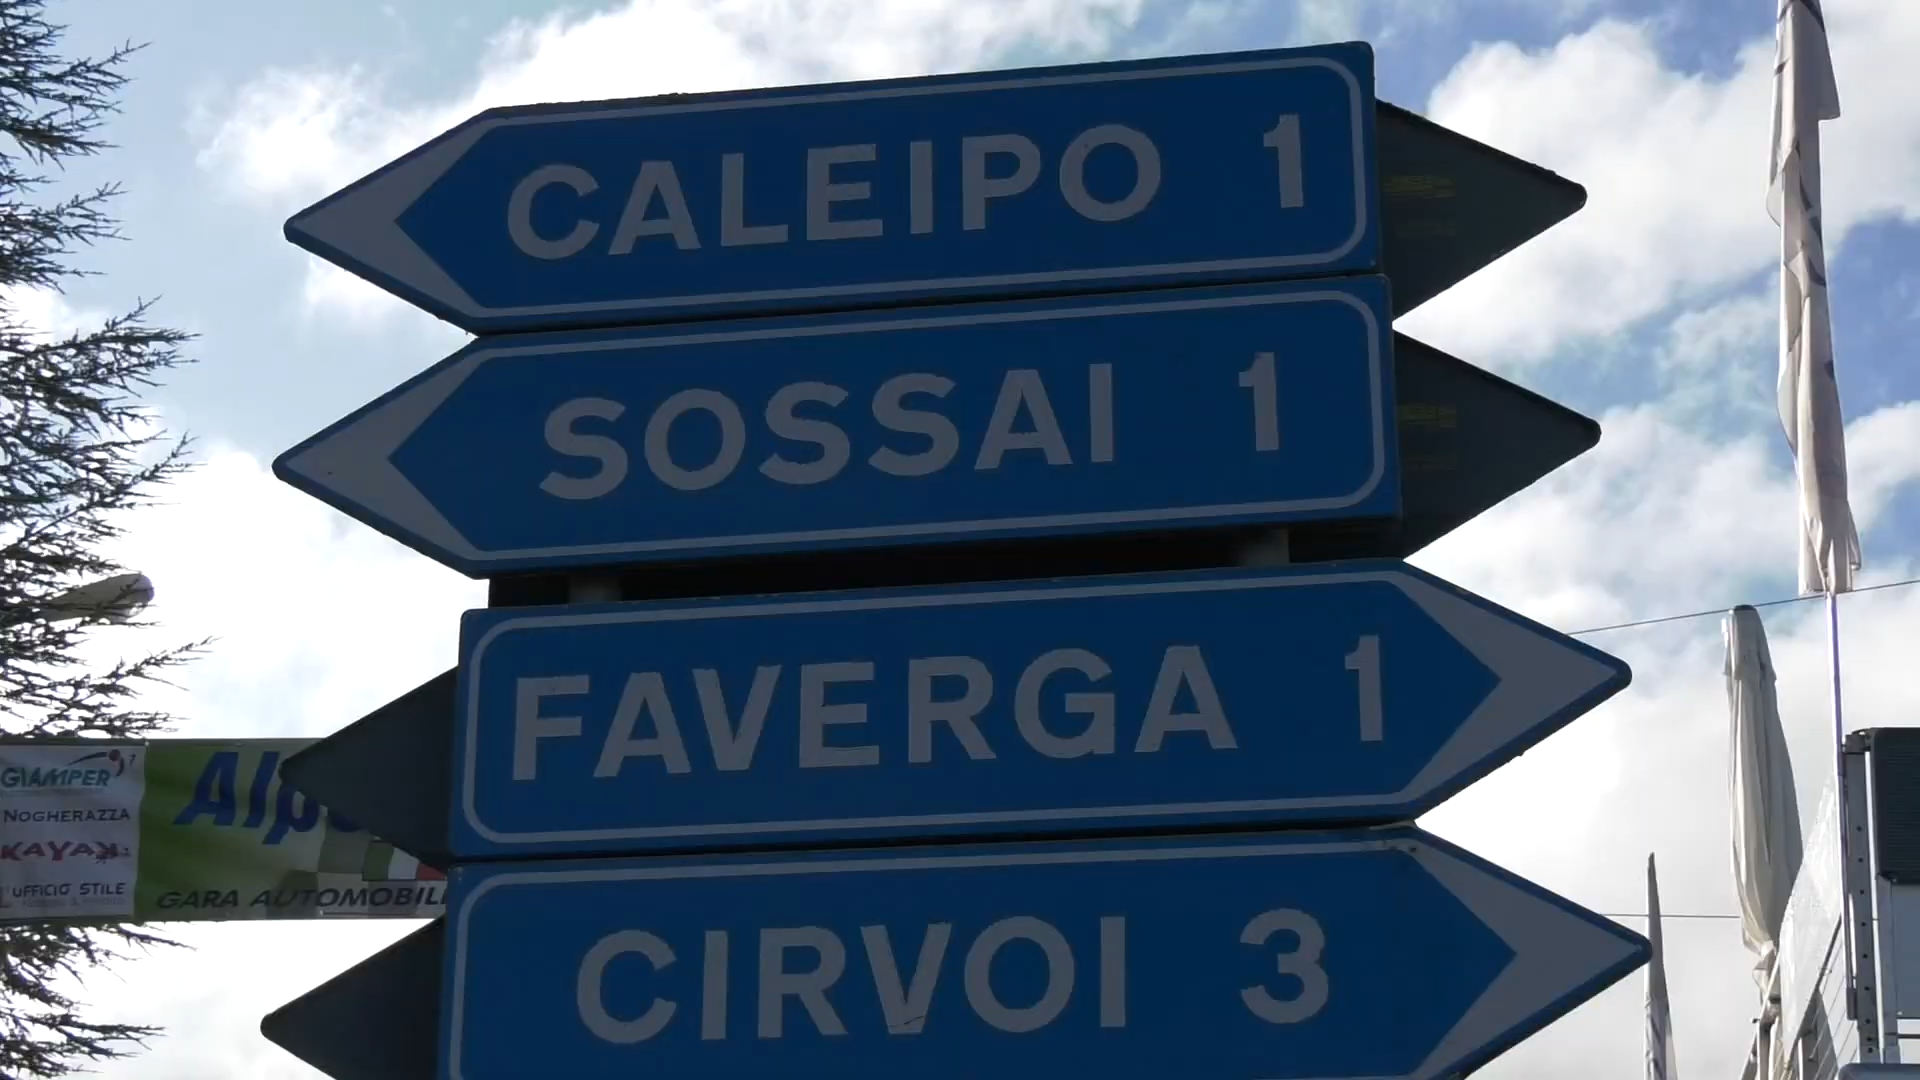 CALEIPO 1
SOSSAI 1
FAVERGA 1
CIRVOI 3
GIAMPER
NOGHERAZZA
KAYAK
UFFICIO STILE
GARA AUTOMOBILI